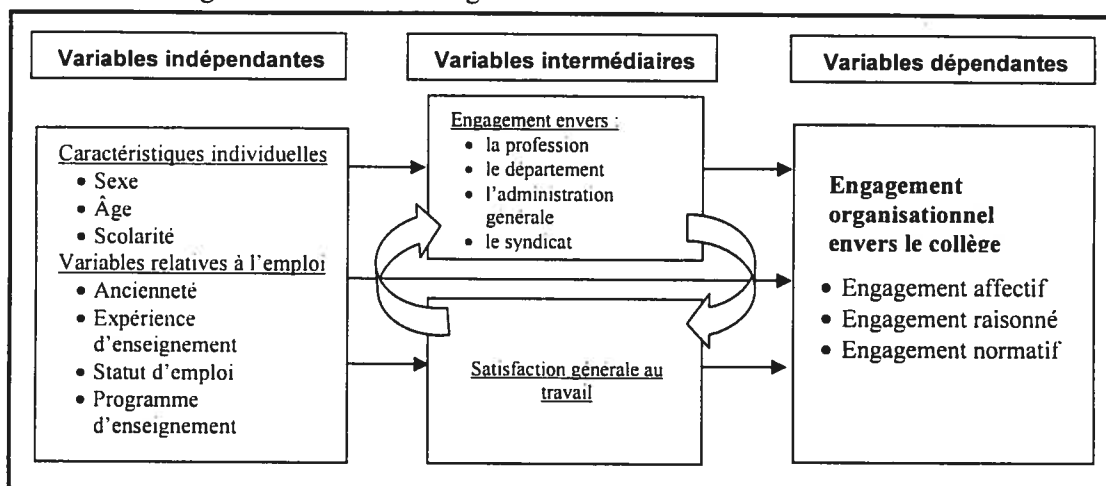 Variables indépendantes
Variables intermédiaires
Variables dépendantes
Caractéristiques individuelles
• Sexe
• Âge
• Scolarité
Variables relatives à l'emploi
• Ancienneté
• Expérience
d'enseignement
• Statut d'emploi
• Programme
d'enseignement
Engagement envers :
• la profession
• le département
• l'administration
générale
• le syndicat
Satisfaction générale au
travail
Engagement
organisationnel
envers le collège
• Engagement affectif
• Engagement raisonné
• Engagement normatif